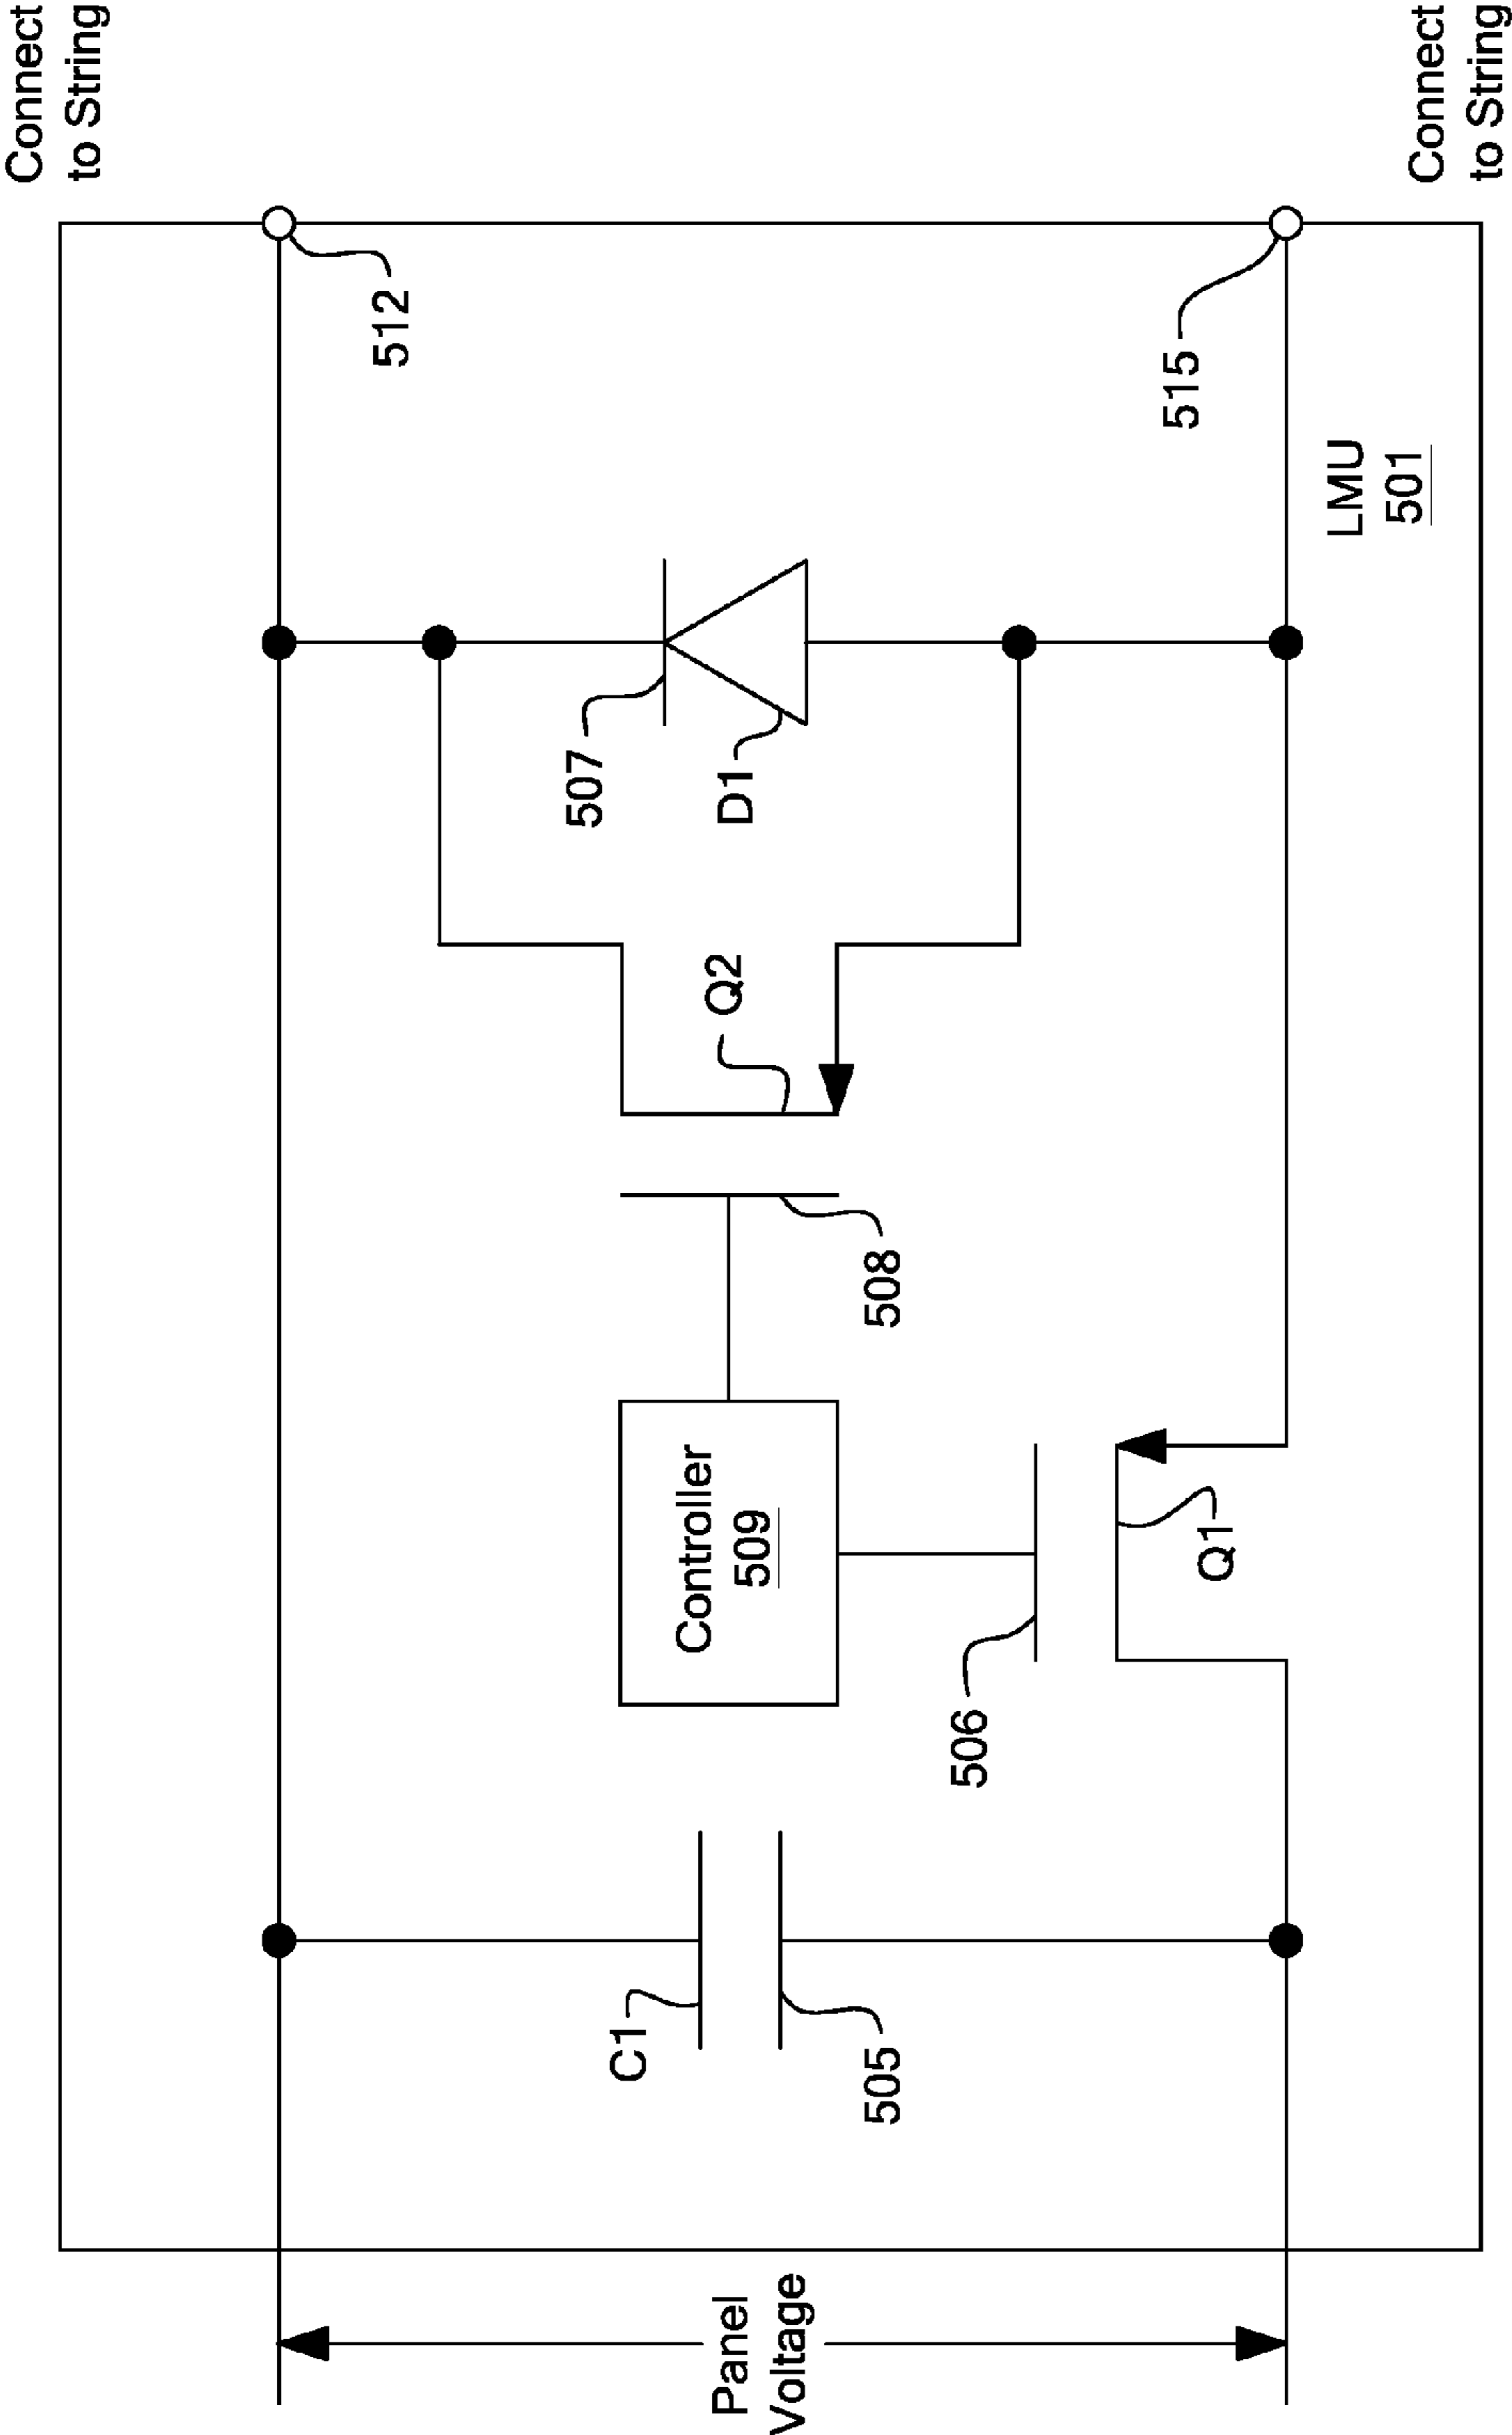 Connect
to String
512
507
D1
Q2
508
Controller
509
C1
505
506
Q1
Panel
Voltage
515
LMU
501
Connect
to String